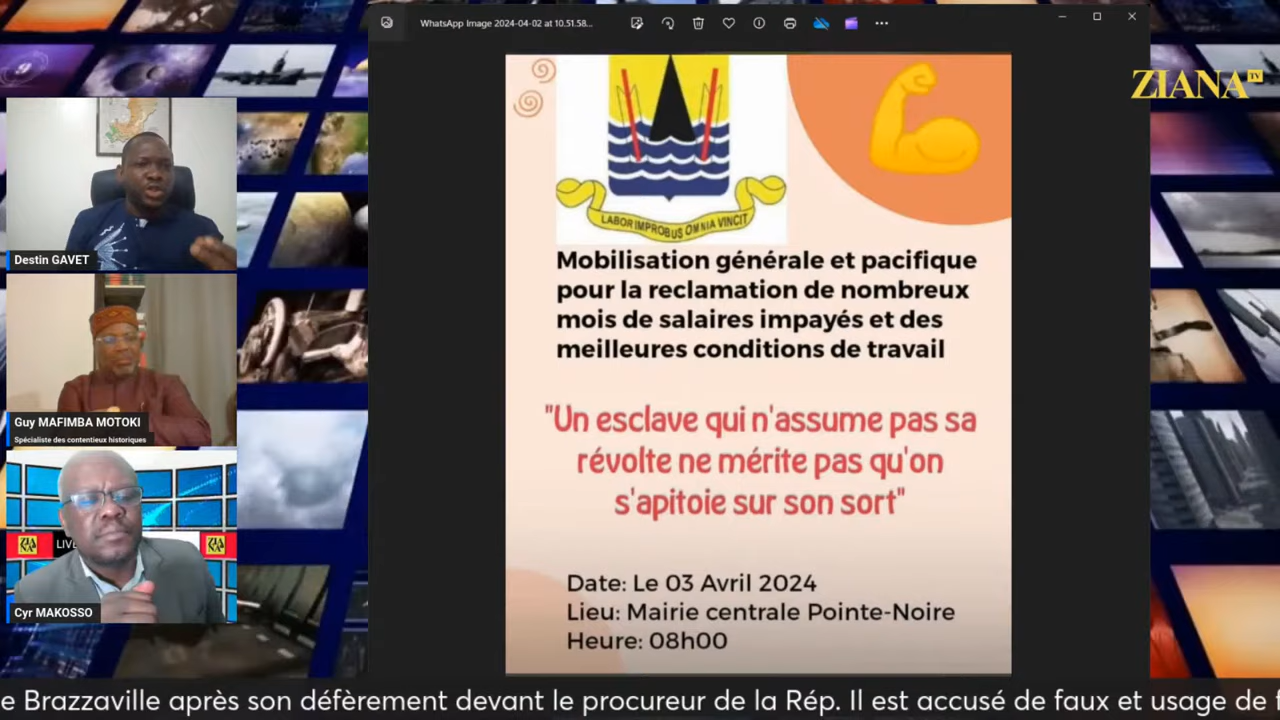 WhatsApp Image 2024-04-02 at 10.51.58...
ZIANA TV
LABOR IMPROBUS OMNIA VINCIT
Mobilisation générale et pacifique
pour la reclamation de nombreux
mois de salaires impayés et des
meilleures conditions de travail
"Un esclave qui n'assume pas sa
révolte ne mérite pas qu'on
s'apitoie sur son sort"
Date: Le 03 Avril 2024
Lieu: Mairie centrale Pointe-Noire
Heure: 08h00
Destin GAVET
Guy MAFIMBA MOTOKI
Spécialiste des contentieux historiques
LIVE
Cyr MAKOSSO
e Brazzaville après son défèrement devant le procureur de la Rép. Il est accusé de faux et usage de